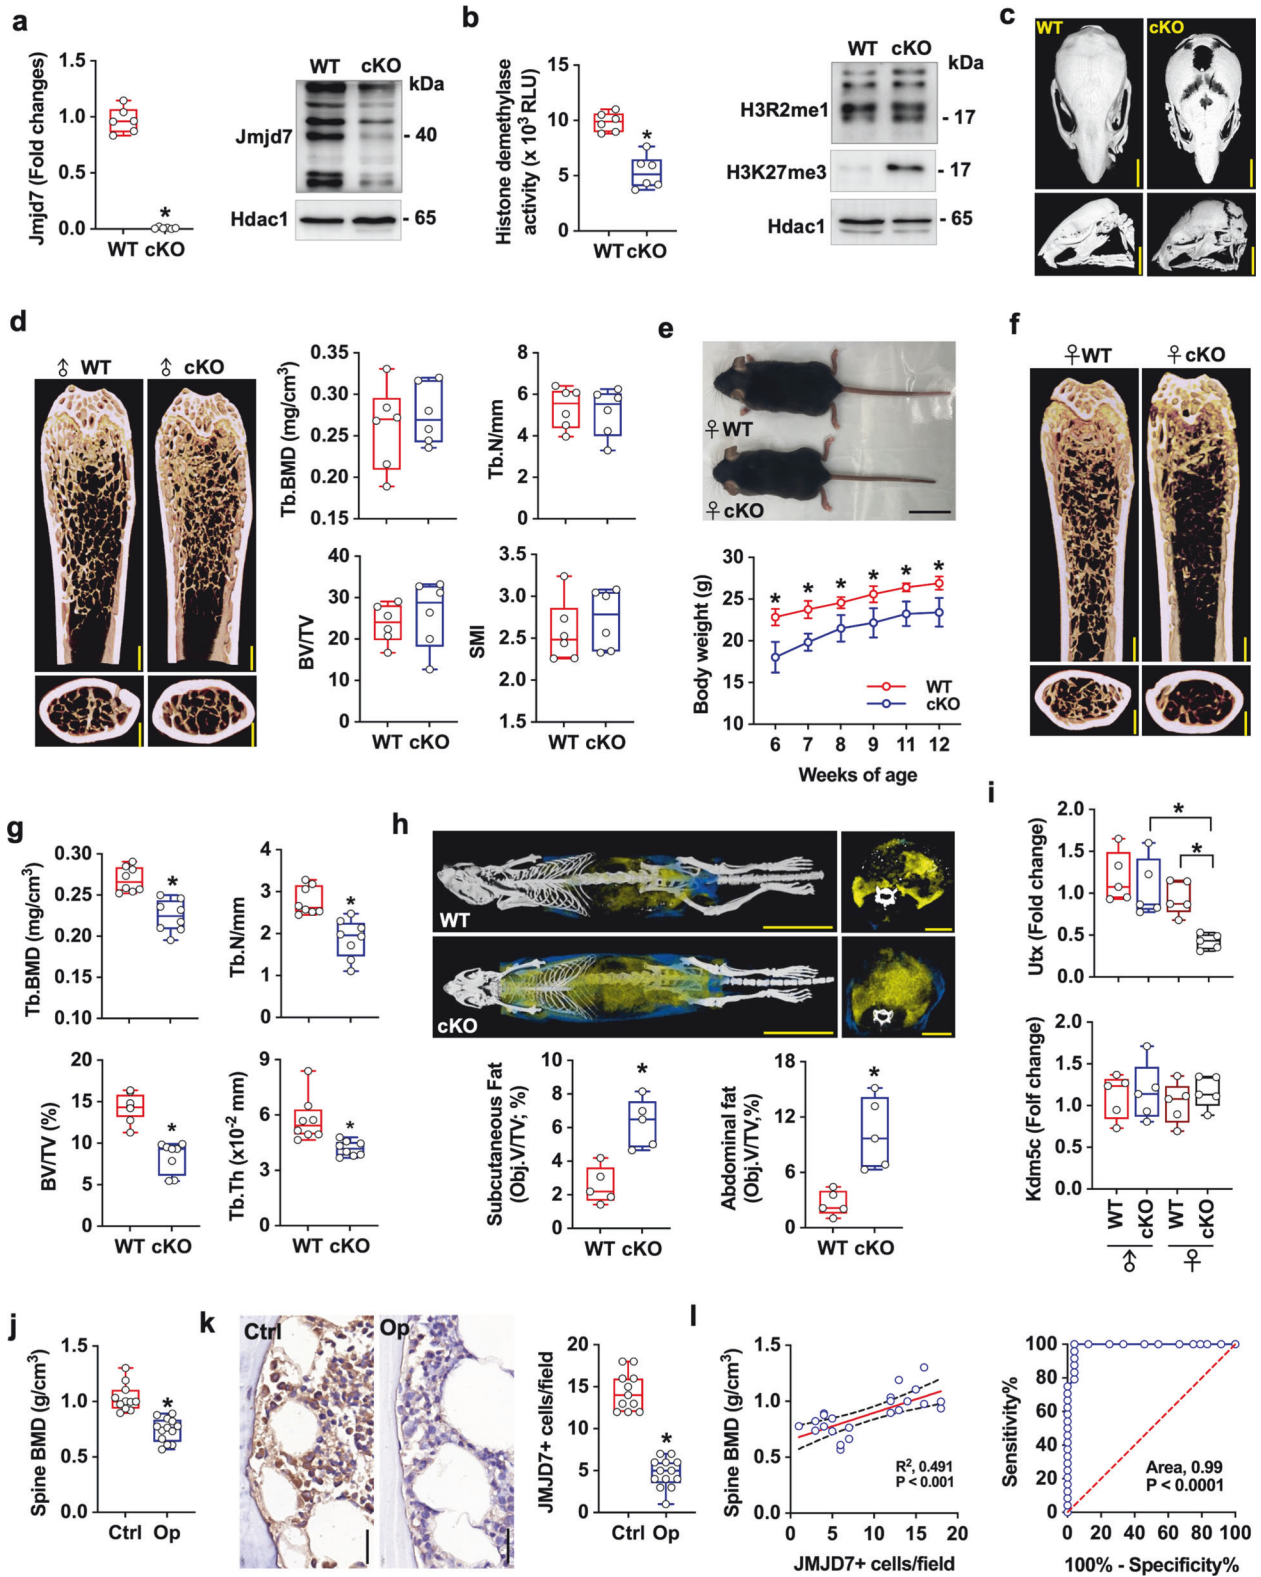 a
Jmjd7 (Fold changes)
1.5
1.0
0.5
0.0
*
WT cKO
WT cKO
kDa
Jmjd7
- 40
Hdac1
- 65
b
Histone demethylase
activity (x 10³ RLU)
15
10
5
0
*
WT cKO
WT cKO
kDa
H3R2me1
- 17
H3K27me3
- 17
Hdac1
- 65
c
WT
cKO
d
♂ WT
♂ cKO
Tb.BMD (mg/cm³)
0.35
0.30
0.25
0.20
0.15
Tb.N/mm
8
6
4
2
0
BV/TV
40
30
20
10
0
WT cKO
SMI
3.5
3.0
2.5
2.0
1.5
WT cKO
e
♀ WT
♀ cKO
Body weight (g)
30
25
20
15
10
* * * * * *
WT
cKO
6 7 8 9 11 12
Weeks of age
f
♀ WT
♀ cKO
g
Tb.BMD (mg/cm³)
0.30
0.25
0.20
0.15
0.10
*
Tb.N/mm
4
3
2
1
0
*
BV/TV (%)
20
15
10
5
0
*
WT cKO
Tb.Th (x10⁻² mm)
9
6
3
0
*
WT cKO
h
WT
cKO
Subcutaneous Fat
(Obj.V/TV; %)
10
8
6
4
2
0
*
WT cKO
Abdominal fat
(Obj.V/TV,%)
18
12
6
0
*
WT cKO
i
Utx (Fold change)
2.0
1.5
1.0
0.5
0.0
*
*
Kdm5c (Folf change)
2.0
1.5
1.0
0.5
0.0
WT cKO WT cKO
♂ ♀
j
Spine BMD (g/cm³)
1.5
1.0
0.5
0.0
*
Ctrl Op
k
Ctrl
Op
JMJD7+ cells/field
20
15
10
5
0
*
Ctrl Op
l
Spine BMD (g/cm³)
1.5
1.0
0.5
0.0
R², 0.491
P < 0.001
0 5 10 15 20
JMJD7+ cells/field
Sensitivity%
100
80
60
40
20
0
Area, 0.99
P < 0.0001
0 20 40 60 80 100
100% - Specificity%